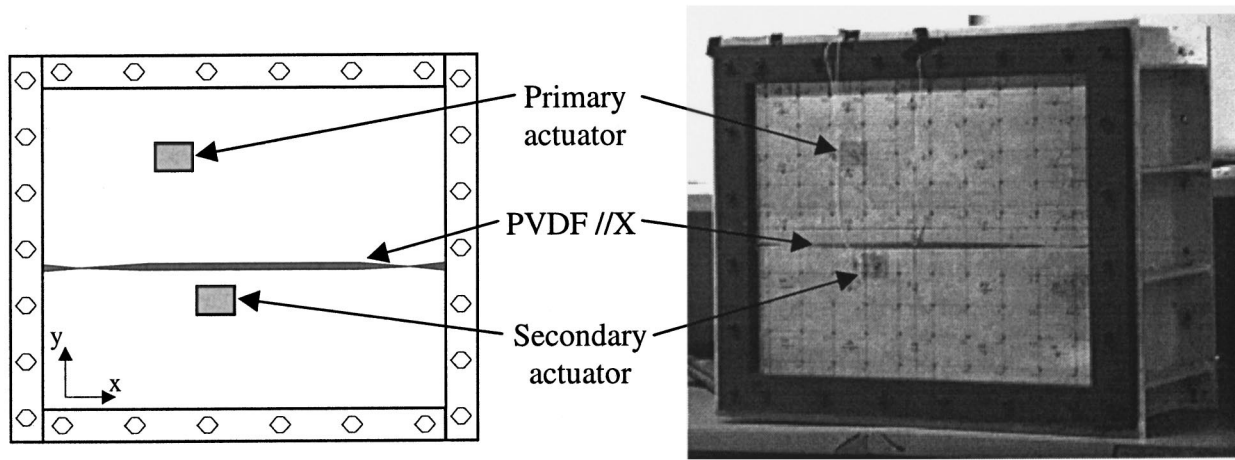 Primary
actuator
PVDF //X
Secondary
actuator
y
x